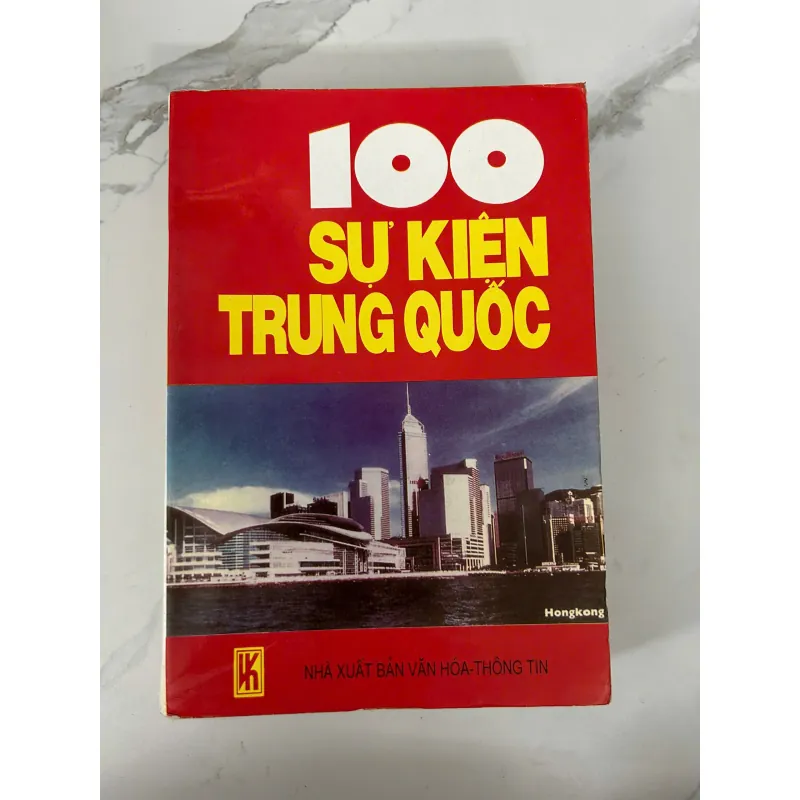 100
SỰ KIỆN
TRUNG QUỐC
Hongkong
NHÀ XUẤT BẢN VĂN HÓA-THÔNG TIN